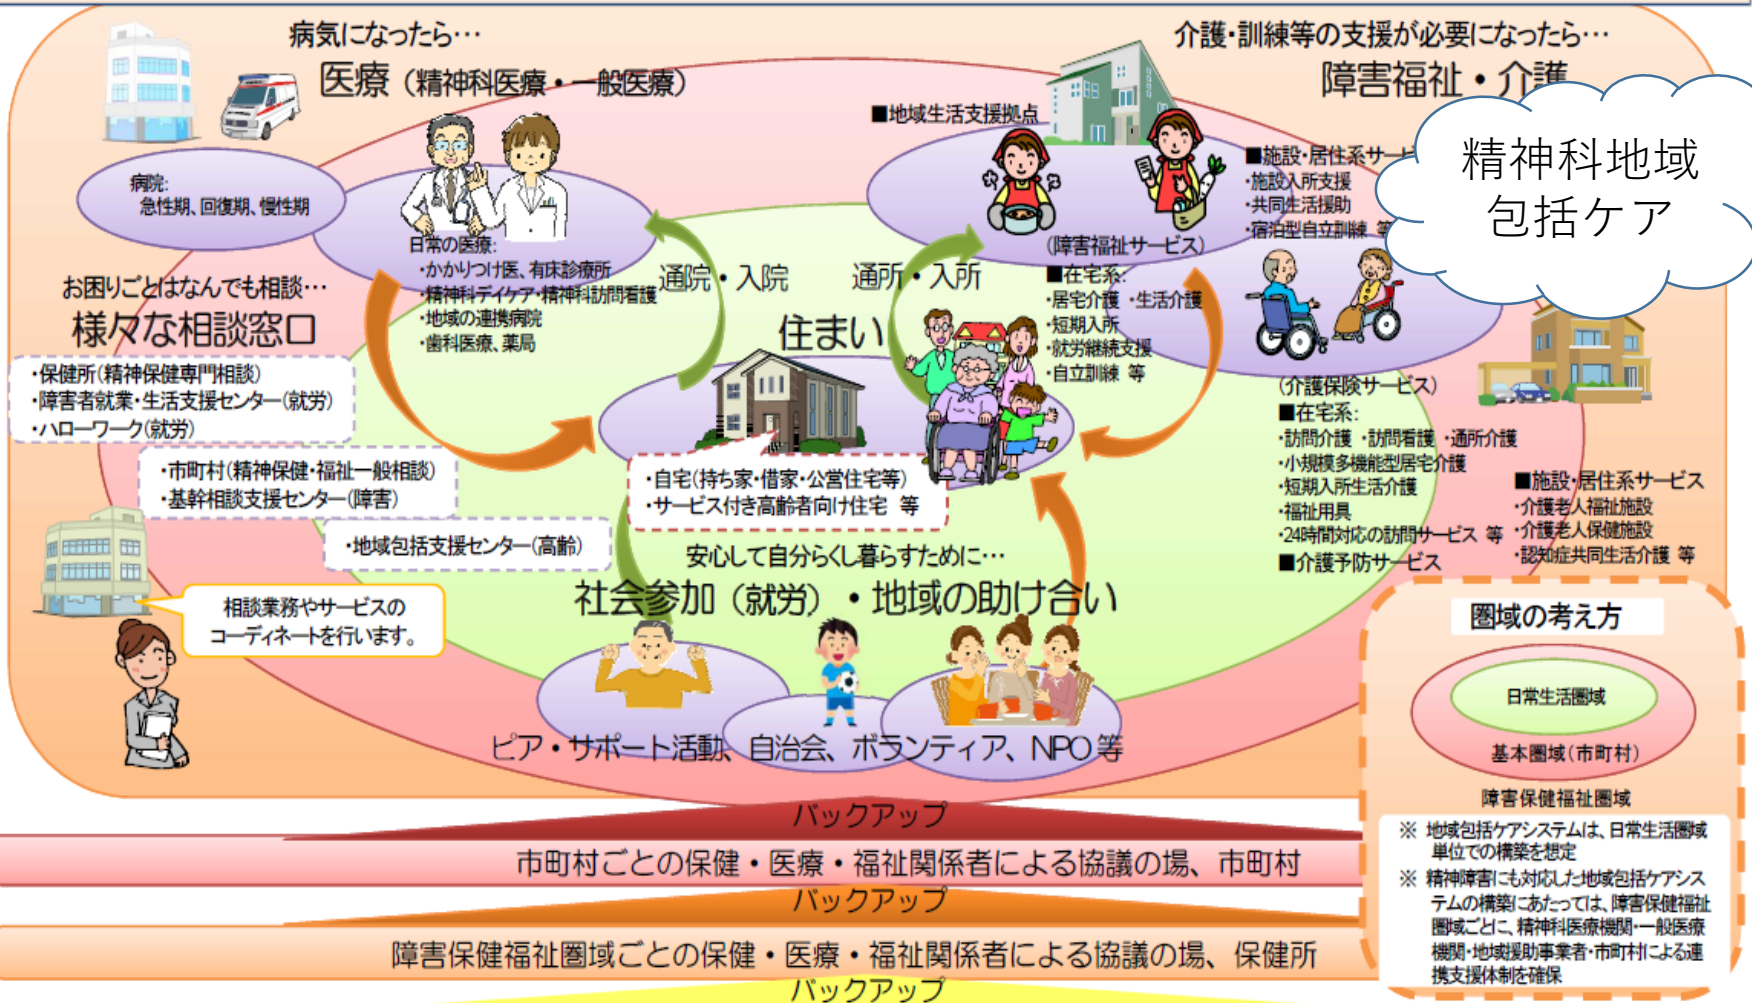 病気になったら…
医療（精神科医療・一般医療）
病院:
急性期、回復期、慢性期
日常の医療:
・かかりつけ医、有床診療所
・精神科デイケア・精神科訪問看護
・地域の連携病院
・歯科医療、薬局
介護・訓練等の支援が必要になったら…
障害福祉・介護
精神科地域
包括ケア
■地域生活支援拠点
■施設・居住系サービ
・施設入所支援
・共同生活援助
・宿泊型自立訓練 等
(障害福祉サービス)
■在宅系:
・居宅介護 ・生活介護
・短期入所
・就労継続支援
・自立訓練 等
(介護保険サービス)
■在宅系:
・訪問介護 ・訪問看護 ・通所介護
・小規模多機能型居宅介護
・短期入所生活介護
・福祉用具
・24時間対応の訪問サービス 等
■介護予防サービス
■施設・居住系サービス
・介護老人福祉施設
・介護老人保健施設
・認知症共同生活介護 等
お困りごとはなんでも相談…
様々な相談窓口
・保健所(精神保健専門相談)
・障害者就業・生活支援センター(就労)
・ハローワーク(就労)
・市町村(精神保健・福祉一般相談)
・基幹相談支援センター(障害)
・地域包括支援センター(高齢)
相談業務やサービスの
コーディネートを行います。
通院・入院
通所・入所
住まい
・自宅(持ち家・借家・公営住宅等)
・サービス付き高齢者向け住宅 等
安心して自分らしく暮らすために…
社会参加（就労）・地域の助け合い
ピア・サポート活動、自治会、ボランティア、NPO等
圏域の考え方
日常生活圏域
基本圏域(市町村)
障害保健福祉圏域
※ 地域包括ケアシステムは、日常生活圏域
単位での構築を想定
※ 精神障害にも対応した地域包括ケアシス
テムの構築にあたっては、障害保健福祉
圏域ごとに、精神科医療機関・一般医療
機関・地域援助事業者・市町村による連
携支援体制を確保
バックアップ
市町村ごとの保健・医療・福祉関係者による協議の場、市町村
バックアップ
障害保健福祉圏域ごとの保健・医療・福祉関係者による協議の場、保健所
バックアップ